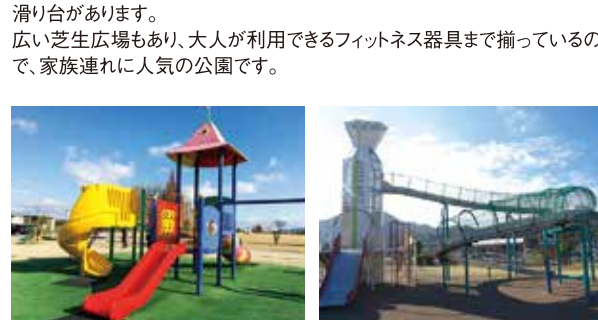 滑り台があります。
広い芝生広場もあり、大人が利用できるフィットネス器具まで揃っているの
で、家族連れに人気の公園です。